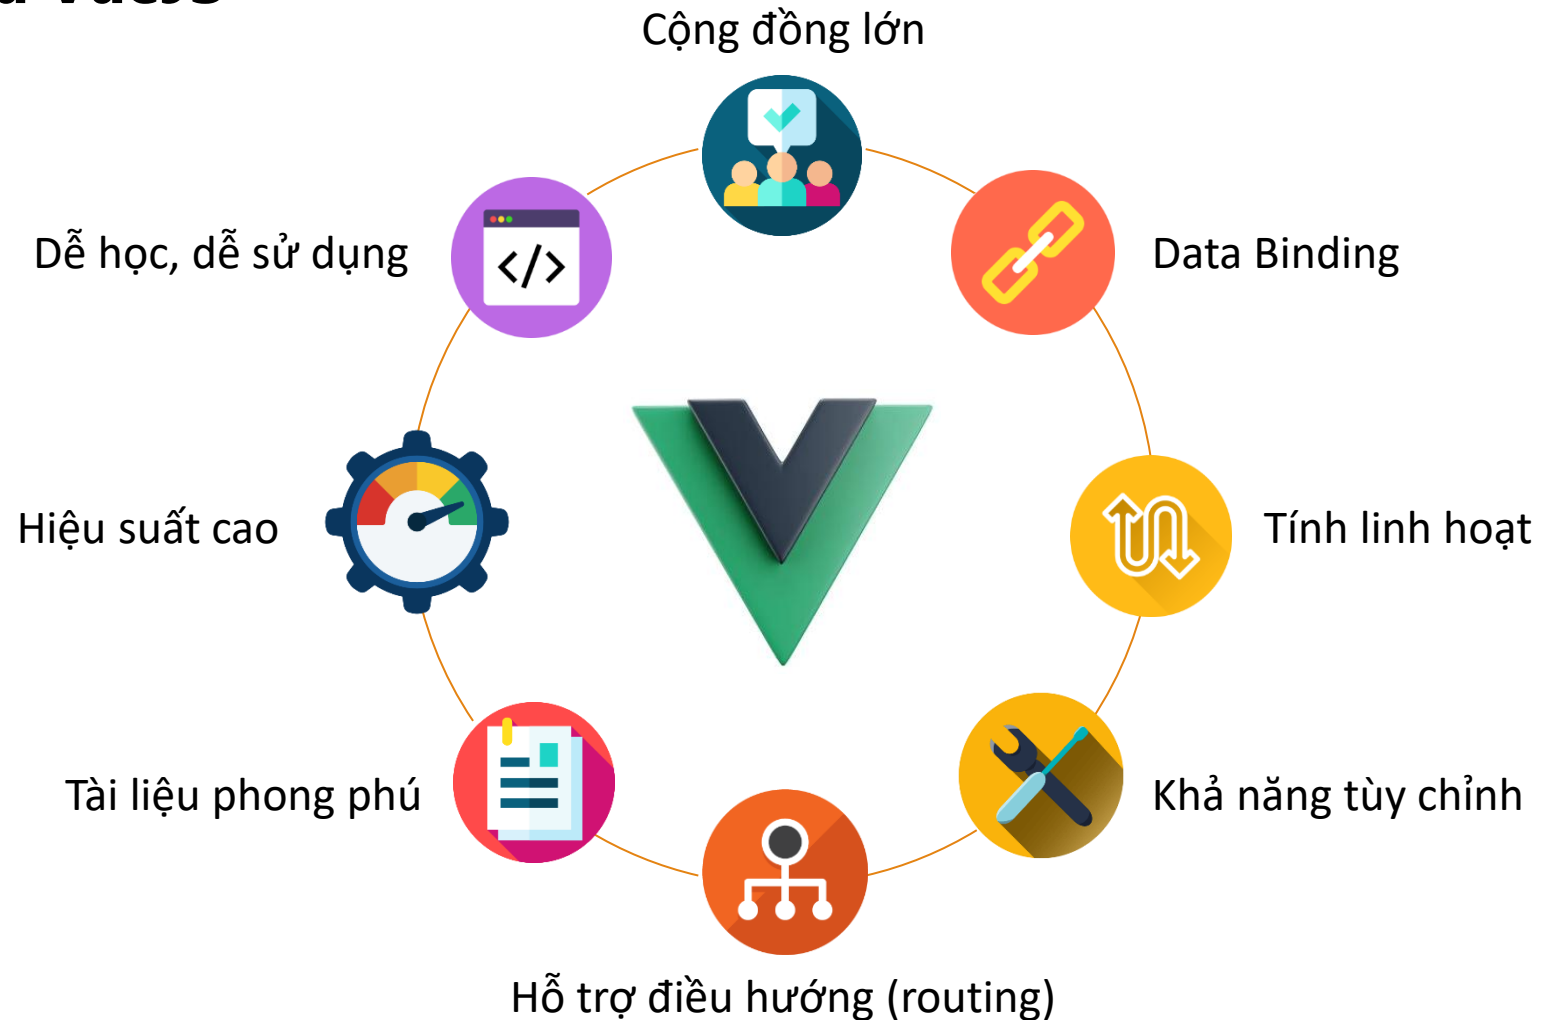 Cộng đồng lớn
Dễ học, dễ sử dụng
Data Binding
</>
Hiệu suất cao
Tính linh hoạt
Tài liệu phong phú
Khả năng tùy chỉnh
Hỗ trợ điều hướng (routing)